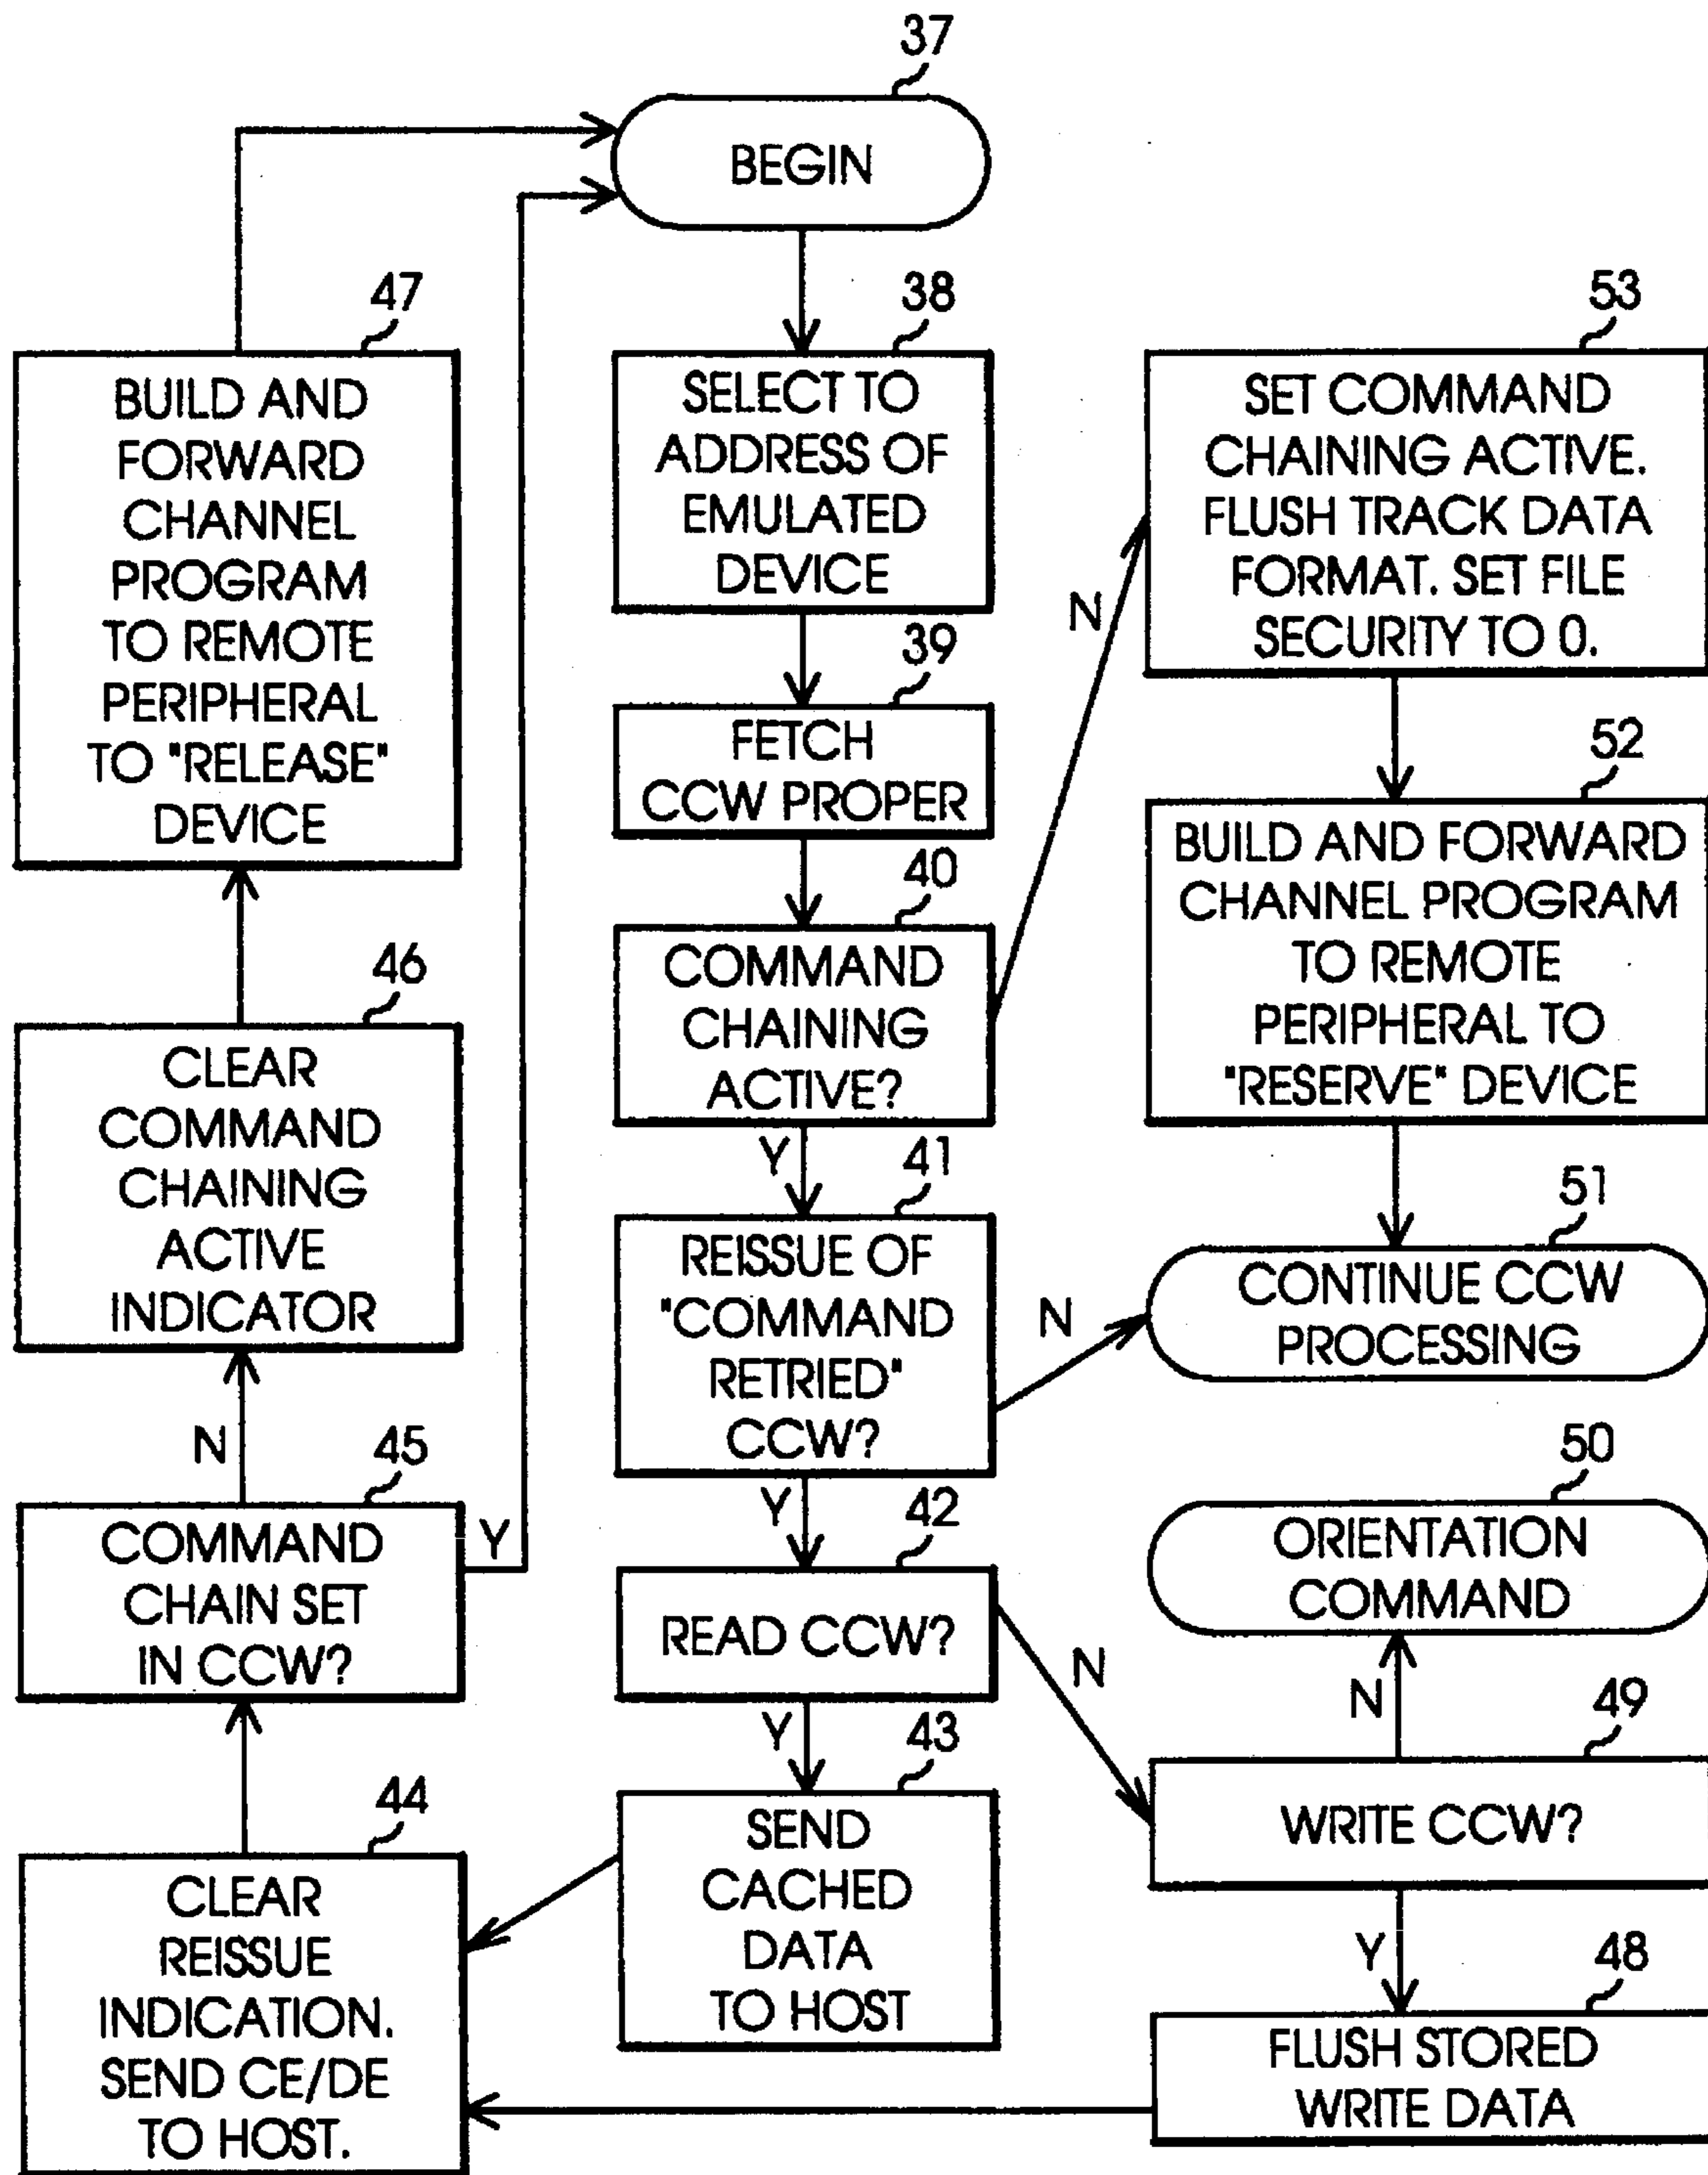 37
BEGIN
47
BUILD AND
FORWARD
CHANNEL
PROGRAM
TO REMOTE
PERIPHERAL
TO "RELEASE"
DEVICE
38
SELECT TO
ADDRESS OF
EMULATED
DEVICE
53
SET COMMAND
CHAINING ACTIVE.
FLUSH TRACK DATA
FORMAT. SET FILE
SECURITY TO 0.
N
39
FETCH
CCW PROPER
52
BUILD AND FORWARD
CHANNEL PROGRAM
TO REMOTE
PERIPHERAL TO
"RESERVE" DEVICE
40
COMMAND
CHAINING
ACTIVE?
Y
46
CLEAR
COMMAND
CHAINING
ACTIVE
INDICATOR
N
41
REISSUE OF
"COMMAND
RETRIED"
CCW?
N
Y
51
CONTINUE CCW
PROCESSING
45
COMMAND
CHAIN SET
IN CCW?
Y
42
READ CCW?
N
Y
50
ORIENTATION
COMMAND
N
49
WRITE CCW?
Y
44
CLEAR
REISSUE
INDICATION.
SEND CE/DE
TO HOST.
43
SEND
CACHED
DATA
TO HOST
48
FLUSH STORED
WRITE DATA